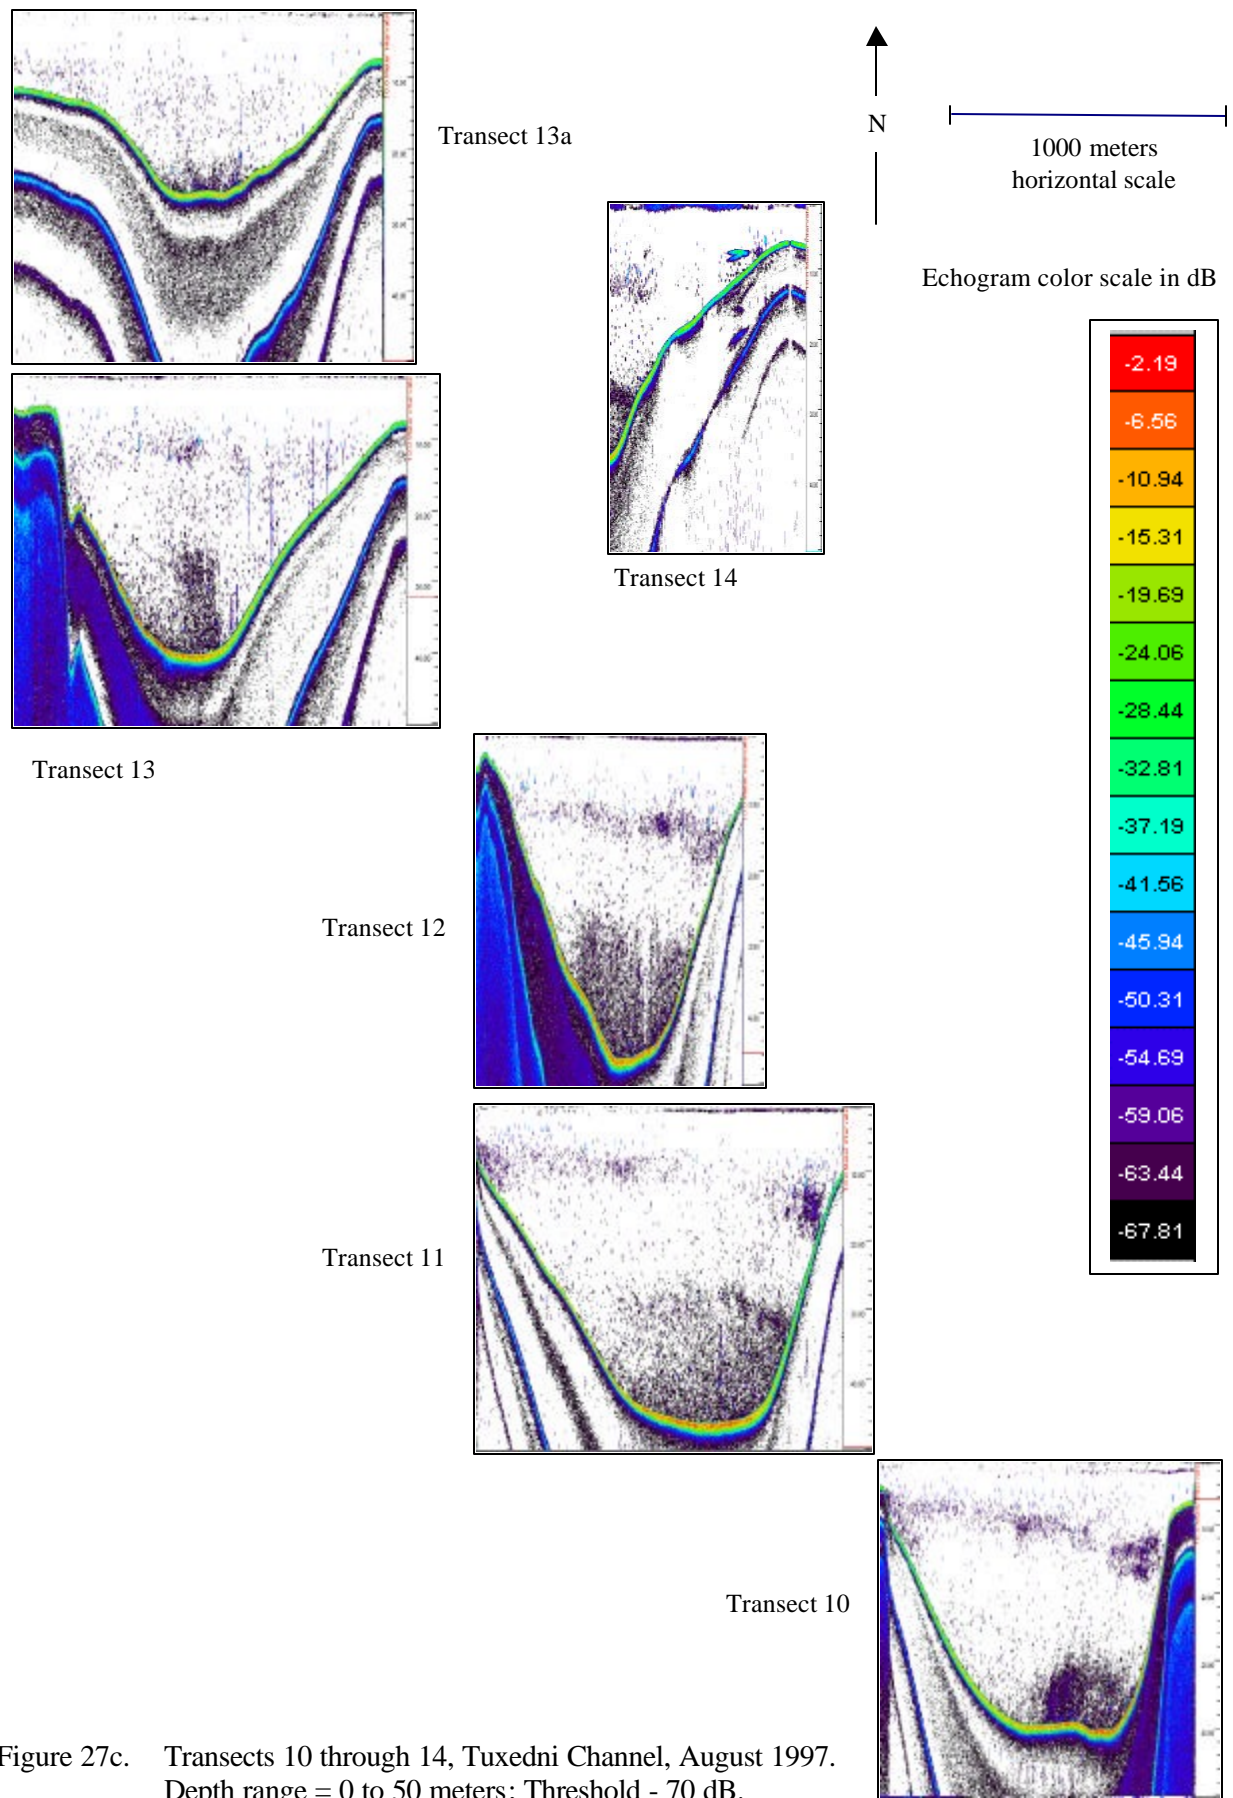 Transect 13a
N
1000 meters
horizontal scale
Echogram color scale in dB
-2.19
-6.56
-10.94
-15.31
-19.69
-24.06
-28.44
-32.81
-37.19
-41.56
-45.94
-50.31
-54.69
-59.06
-63.44
-67.81
Transect 14
Transect 13
Transect 12
Transect 11
Transect 10
Figure 27c. Transects 10 through 14, Tuxedni Channel, August 1997.
Depth range = 0 to 50 meters; Threshold - 70 dB.